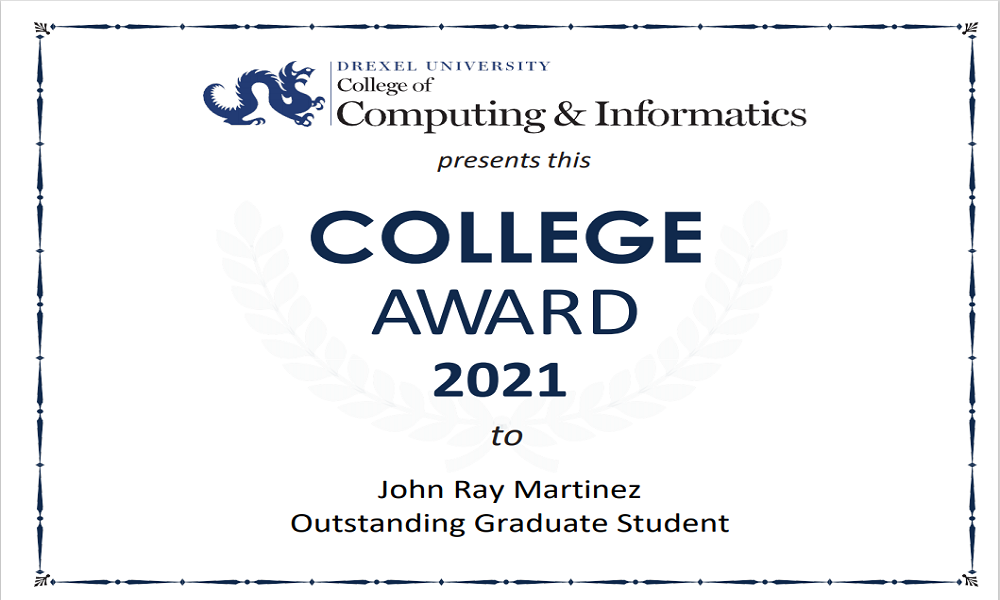 DREXEL UNIVERSITY
College of
Computing & Informatics
presents this
COLLEGE
AWARD
2021
to
John Ray Martinez
Outstanding Graduate Student